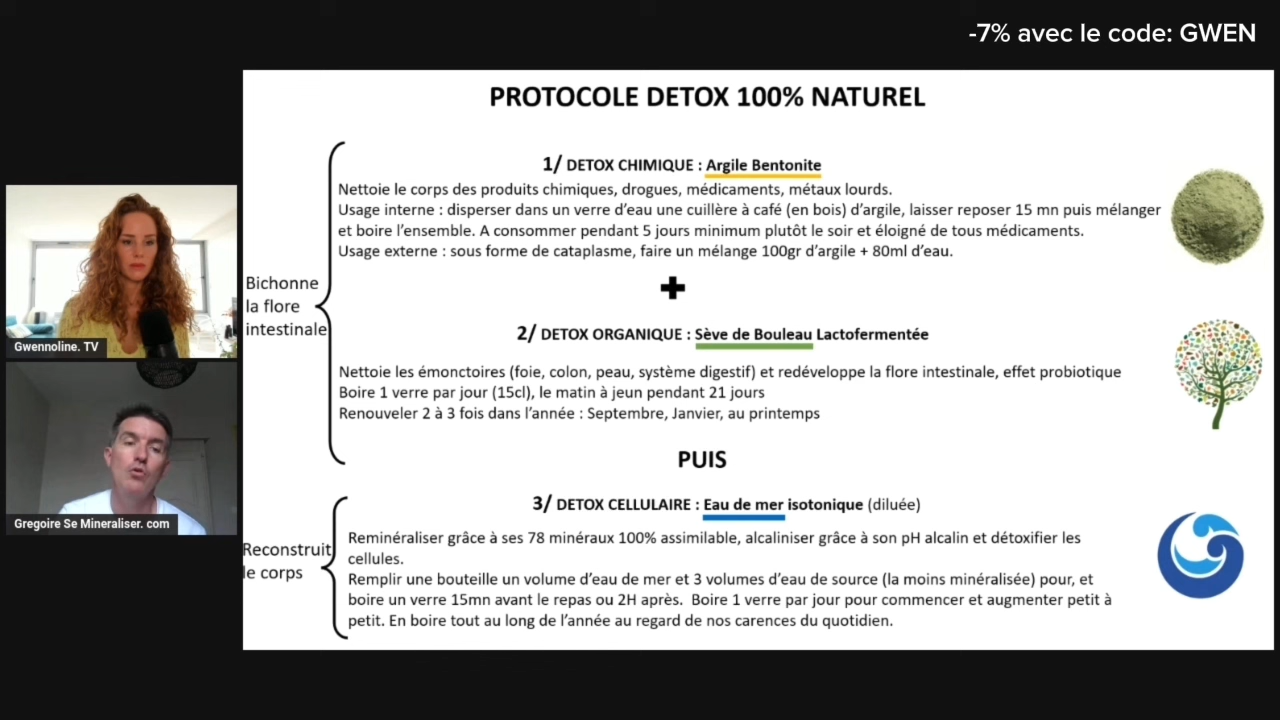 -7% avec le code: GWEN
PROTOCOLE DETOX 100% NATUREL
1/ DETOX CHIMIQUE : Argile Bentonite
Nettoie le corps des produits chimiques, drogues, médicaments, métaux lourds.
Usage interne : disperser dans un verre d'eau une cuillère à café (en bois) d'argile, laisser reposer 15 mn puis mélanger
et boire l'ensemble. A consommer pendant 5 jours minimum plutôt le soir et éloigné de tous médicaments.
Usage externe : sous forme de cataplasme, faire un mélange 100gr d'argile + 80ml d'eau.
Bichonne
la flore
intestinale
2/ DETOX ORGANIQUE : Sève de Bouleau Lactofermentée
Nettoie les émonctoires (foie, colon, peau, système digestif) et redéveloppe la flore intestinale, effet probiotique
Boire 1 verre par jour (15cl), le matin à jeun pendant 21 jours
Renouveler 2 à 3 fois dans l'année : Septembre, Janvier, au printemps
PUIS
3/ DETOX CELLULAIRE : Eau de mer isotonique (diluée)
Reminéraliser grâce à ses 78 minéraux 100% assimilable, alcaliniser grâce à son pH alcalin et détoxifier les
cellules.
Remplir une bouteille un volume d'eau de mer et 3 volumes d'eau de source (la moins minéralisée) pour, et
boire un verre 15mn avant le repas ou 2H après. Boire 1 verre par jour pour commencer et augmenter petit à
petit. En boire tout au long de l'année au regard de nos carences du quotidien.
Reconstruit
le corps
Gwennoline. TV
Gregoire Se Mineraliser. com